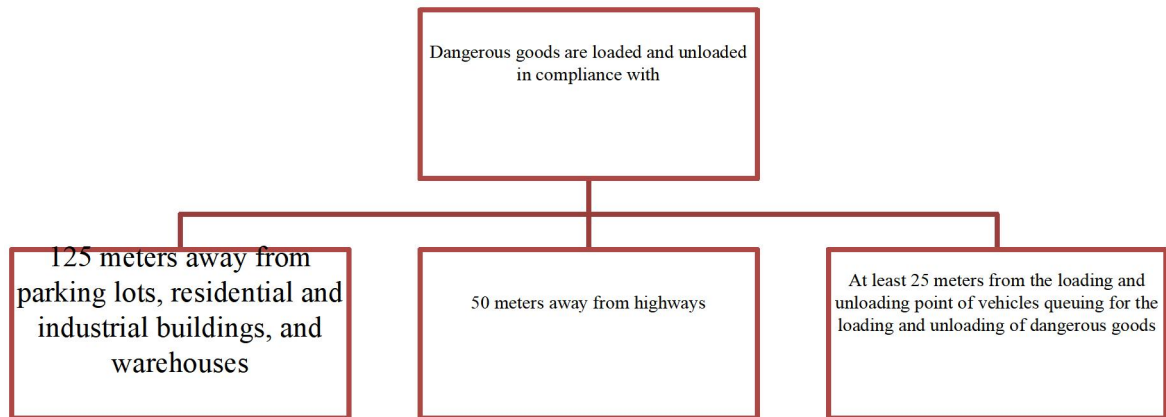 Dangerous goods are loaded and unloaded
in compliance with
125 meters away from
parking lots, residential and
industrial buildings, and
warehouses
50 meters away from highways
At least 25 meters from the loading and
unloading point of vehicles queuing for the
loading and unloading of dangerous goods